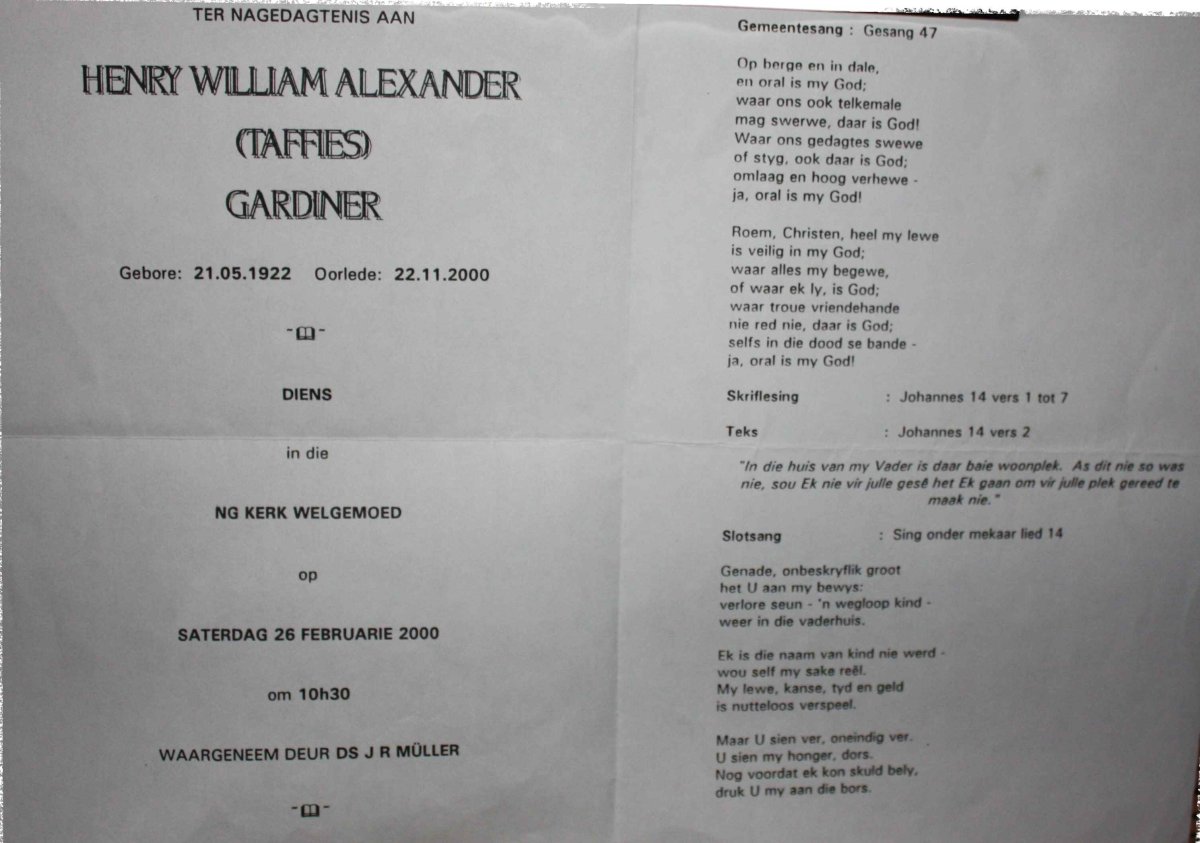 TER NAGEDAGTENIS AAN
HENRY WILLIAM ALEXANDER
(TAFFIES)
GARDINER
Gebore: 21.05.1922 Oorlede: 22.11.2000
DIENS
in die
NG KERK WELGEMOED
op
SATERDAG 26 FEBRUARIE 2000
om 10h30
WAARGENEEM DEUR DS J R MÜLLER
Gemeentesang : Gesang 47
Op berge en in dale,
en oral is my God;
waar ons ook telkemale
mag swerwe, daar is God!
Waar ons gedagtes swewe
of styg, ook daar is God;
omlaag en hoog verhewe -
ja, oral is my God!
Roem, Christen, heel my lewe
is veilig in my God;
waar alles my begewe,
of waar ek ly, is God;
waar troue vriendehande
nie red nie, daar is God;
selfs in die dood se bande -
ja, oral is my God!
Skriflesing : Johannes 14 vers 1 tot 7
Teks : Johannes 14 vers 2
"In die huis van my Vader is daar baie woonplek. As dit nie so was
nie, sou Ek nie vir julle gesê het Ek gaan om vir julle plek gereed te
maak nie."
Slotsang : Sing onder mekaar lied 14
Genade, onbeskryflik groot
het U aan my bewys:
verlore seun - 'n wegloop kind -
weer in die vaderhuis.
Ek is die naam van kind nie werd -
wou self my sake reël.
My lewe, kanse, tyd en geld
is nutteloos verspeel.
Maar U sien ver, oneindig ver.
U sien my honger, dors.
Nog voordat ek kon skuld bely,
druk U my aan die bors.